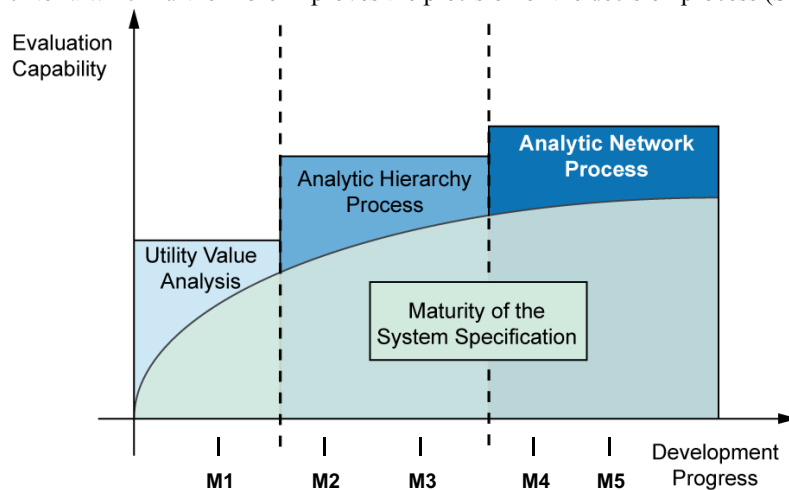 Evaluation
Capability
Utility Value
Analysis
Analytic Hierarchy
Process
Analytic Network
Process
Maturity of the
System Specification
M1
M2
M3
M4
M5
Development
Progress